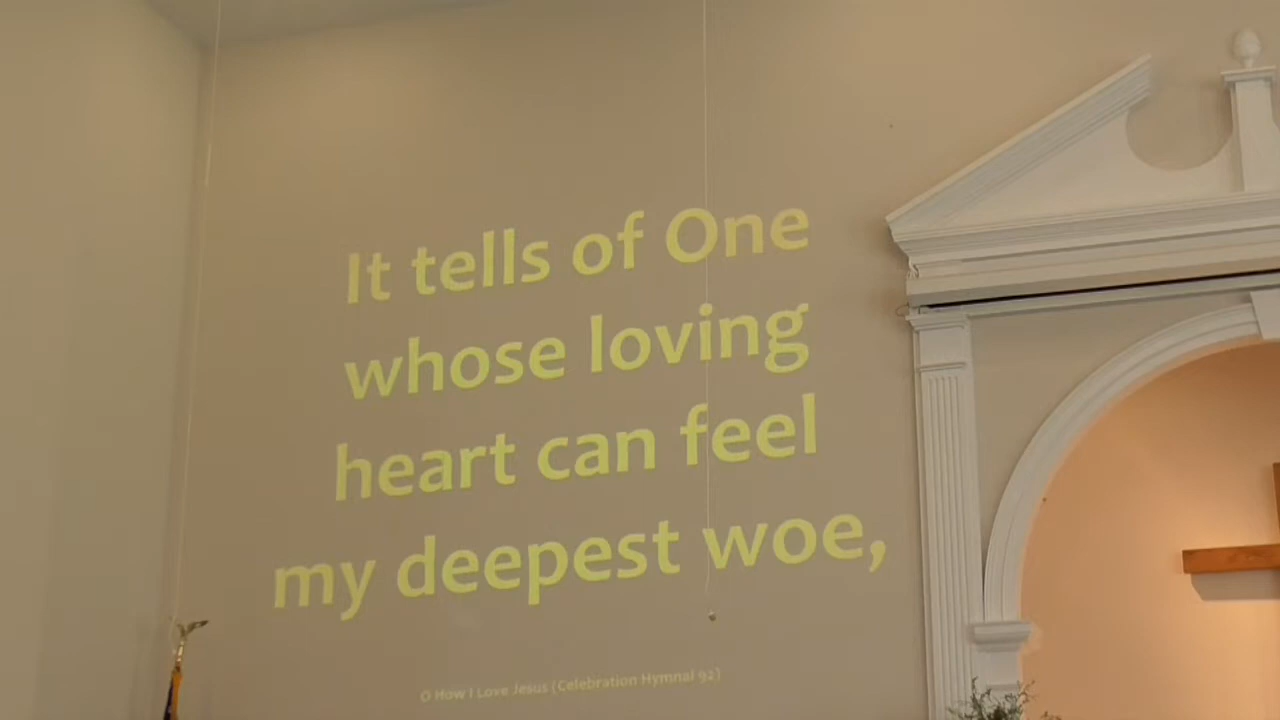 It tells of One
whose loving
heart can feel
my deepest woe,
O How I Love Jesus (Celebration Hymnal 92)